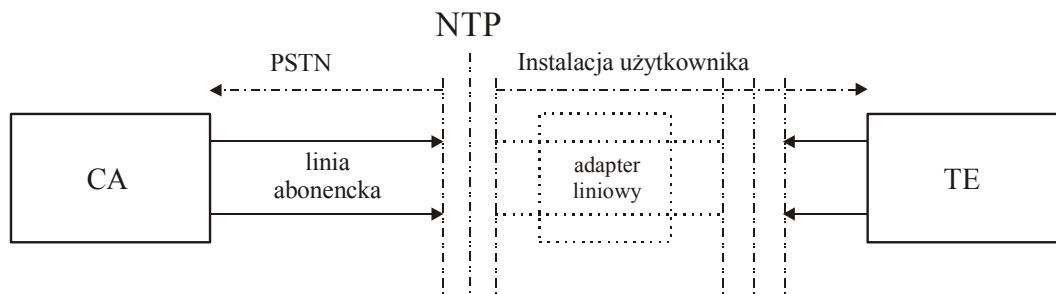 NTP
PSTN
Instalacja użytkownika
CA
linia
abonencka
adapter
liniowy
TE